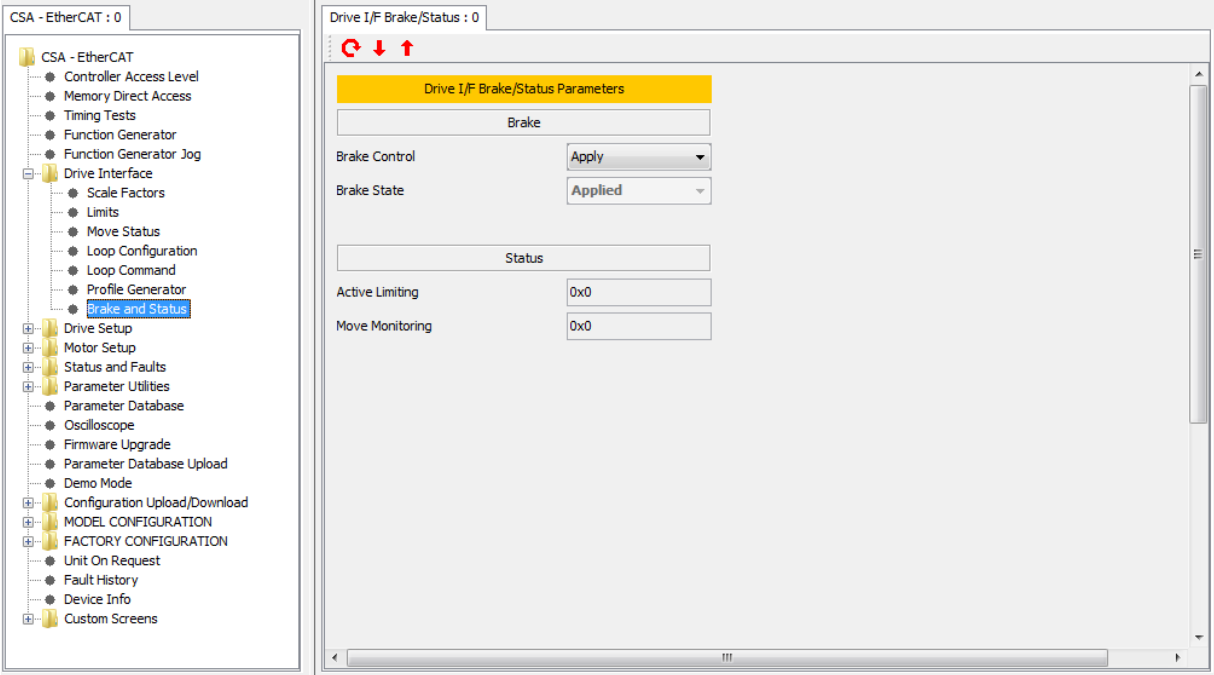 CSA - EtherCAT : 0
CSA - EtherCAT
Controller Access Level
Memory Direct Access
Timing Tests
Function Generator
Function Generator Jog
Drive Interface
Scale Factors
Limits
Move Status
Loop Configuration
Loop Command
Profile Generator
Brake and Status
Drive Setup
Motor Setup
Status and Faults
Parameter Utilities
Parameter Database
Oscilloscope
Firmware Upgrade
Parameter Database Upload
Demo Mode
Configuration Upload/Download
MODEL CONFIGURATION
FACTORY CONFIGURATION
Unit On Request
Fault History
Device Info
Custom Screens
Drive I/F Brake/Status : 0
Drive I/F Brake/Status Parameters
Brake
Brake Control Apply
Brake State Applied
Status
Active Limiting 0x0
Move Monitoring 0x0